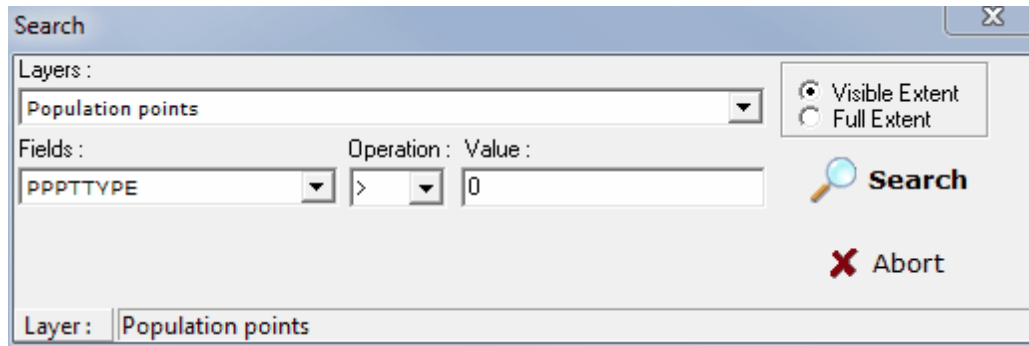 Search
Layers :
Population points
Visible Extent
Full Extent
Fields :
Operation :
Value :
PPPTTYPE
>
0
Search
Abort
Layer :
Population points